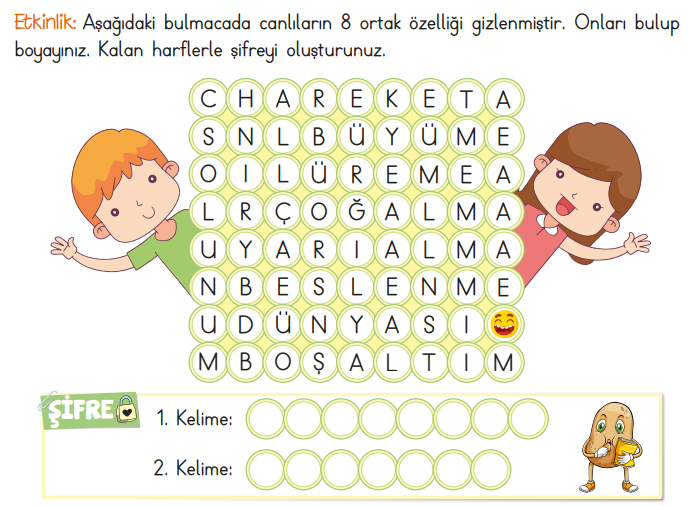 Etkinlik: Aşağıdaki bulmacada canlıların 8 ortak özelliği gizlenmiştir. Onları bulup
boyayınız. Kalan harflerle şifreyi oluşturunuz.
C H A R E K E T A
S N L B Ü Y Ü M E
O I L Ü R E M E A
L R Ç O Ğ A L M A
U Y A R I A L M A
N B E S L E N M E
U D Ü N Y A S I
M B O Ş A L T I M
ŞİFRE
1. Kelime:
2. Kelime: